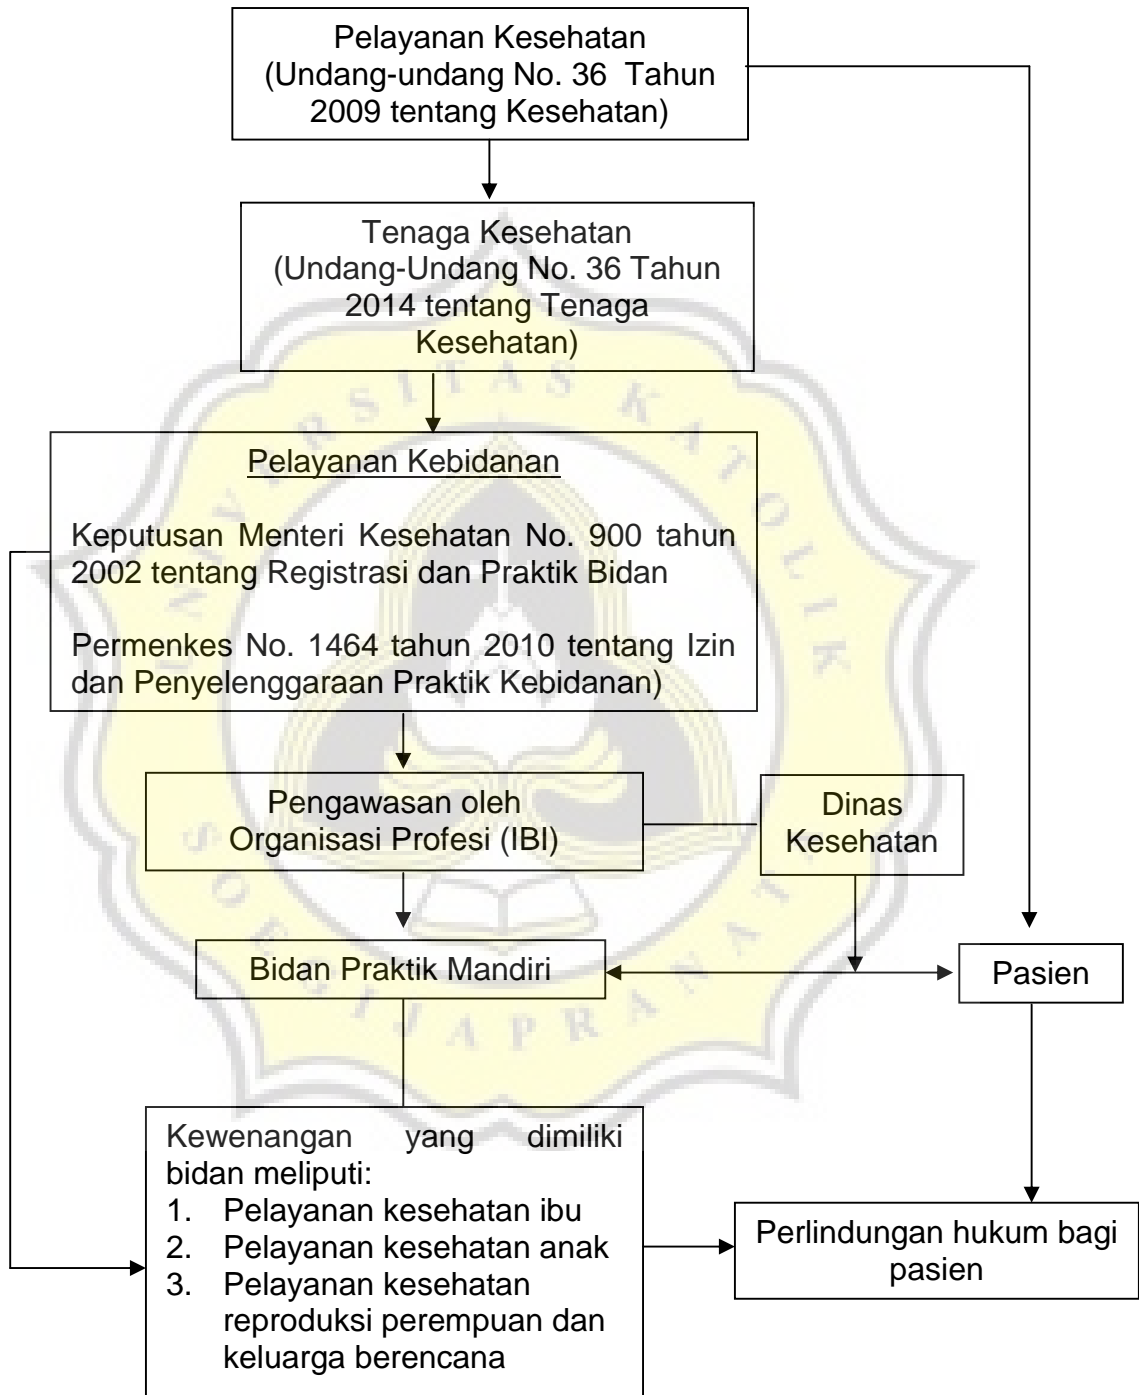 Pelayanan Kesehatan
(Undang-undang No. 36 Tahun
2009 tentang Kesehatan)
Tenaga Kesehatan
(Undang-Undang No. 36 Tahun
2014 tentang Tenaga
Kesehatan)
Pelayanan Kebidanan
Keputusan Menteri Kesehatan No. 900 tahun
2002 tentang Registrasi dan Praktik Bidan
Permenkes No. 1464 tahun 2010 tentang Izin
dan Penyelenggaraan Praktik Kebidanan)
Pengawasan oleh
Organisasi Profesi (IBI)
Dinas
Kesehatan
Bidan Praktik Mandiri
Pasien
Kewenangan yang dimiliki
bidan meliputi:
1. Pelayanan kesehatan ibu
2. Pelayanan kesehatan anak
3. Pelayanan kesehatan
reproduksi perempuan dan
keluarga berencana
Perlindungan hukum bagi
pasien
UNIVERSITAS KATOLIK
SOEGIJAPRANATA